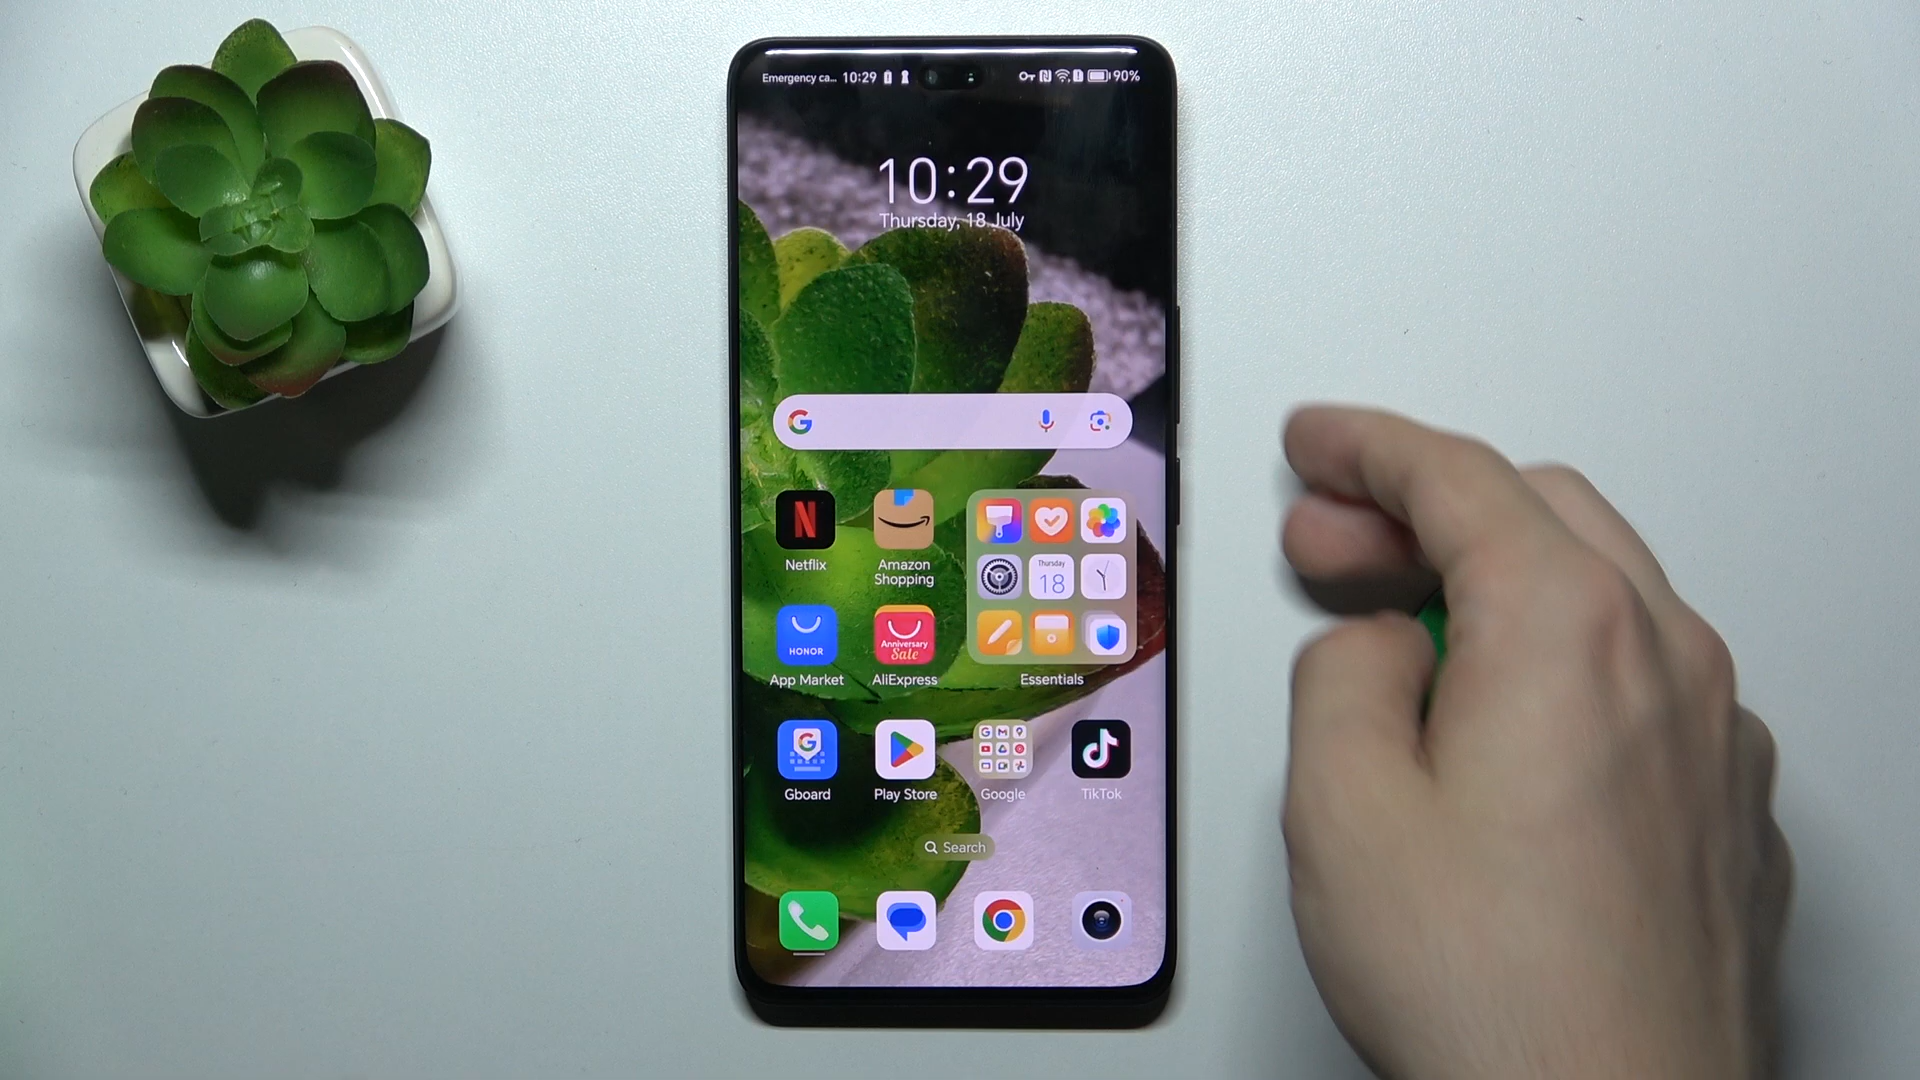 Emergency ca... 10:29
90%
10:29
Thursday, 18 July
Netflix
Amazon
Shopping
Thursday
18
HONOR
Anniversary
Sale
App Market
AliExpress
Essentials
Gboard
Play Store
Google
TikTok
Search